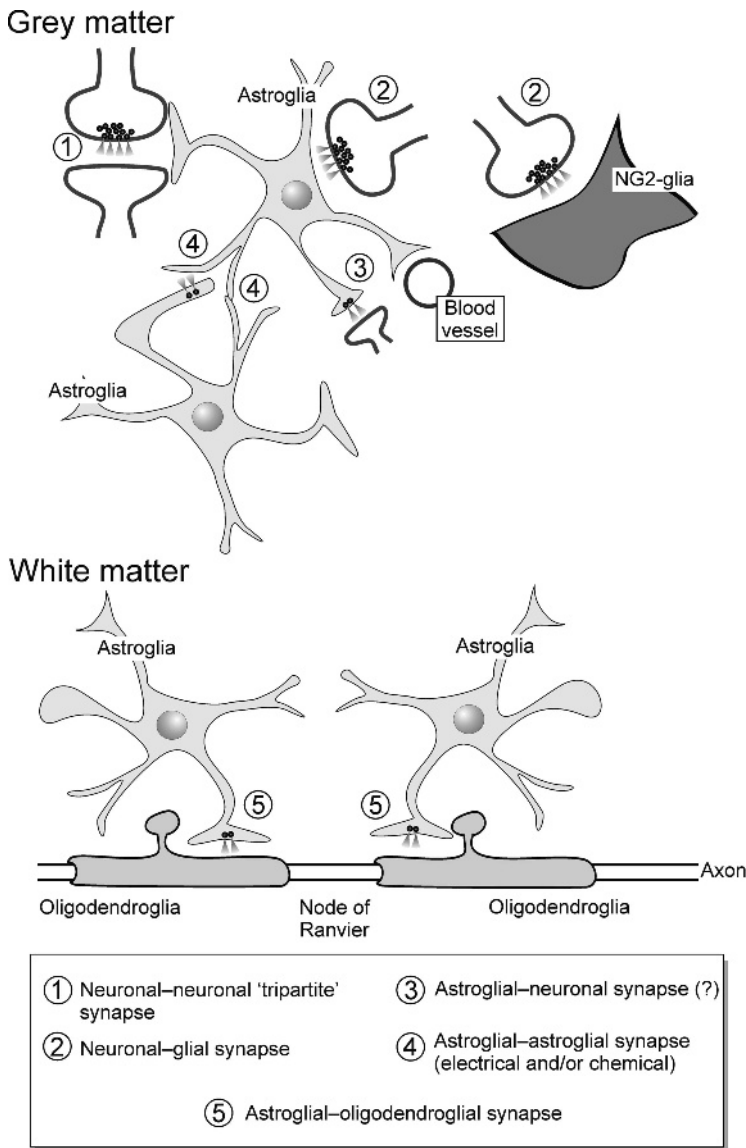 Grey matter
Astroglia
②
②
①
NG2-glia
④
③
④
Blood
vessel
Astroglia
White matter
Astroglia
Astroglia
⑤
⑤
Axon
Oligodendroglia
Node of
Ranvier
Oligodendroglia
① Neuronal–neuronal ‘tripartite’
synapse
② Neuronal–glial synapse
③ Astroglial–neuronal synapse (?)
④ Astroglial–astroglial synapse
(electrical and/or chemical)
⑤ Astroglial–oligodendroglial synapse